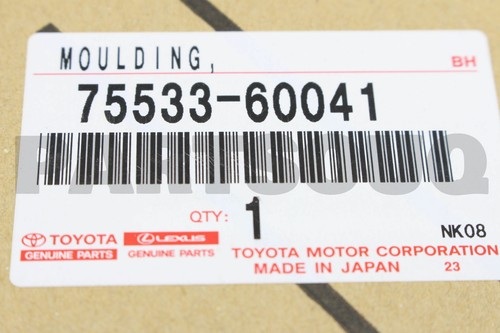 MOULDING,
BH
75533-60041
PARTSOUQ
QTY: 1
NK08
TOYOTA
GENUINE PARTS
LEXUS
GENUINE PARTS
TOYOTA MOTOR CORPORATION
MADE IN JAPAN 23